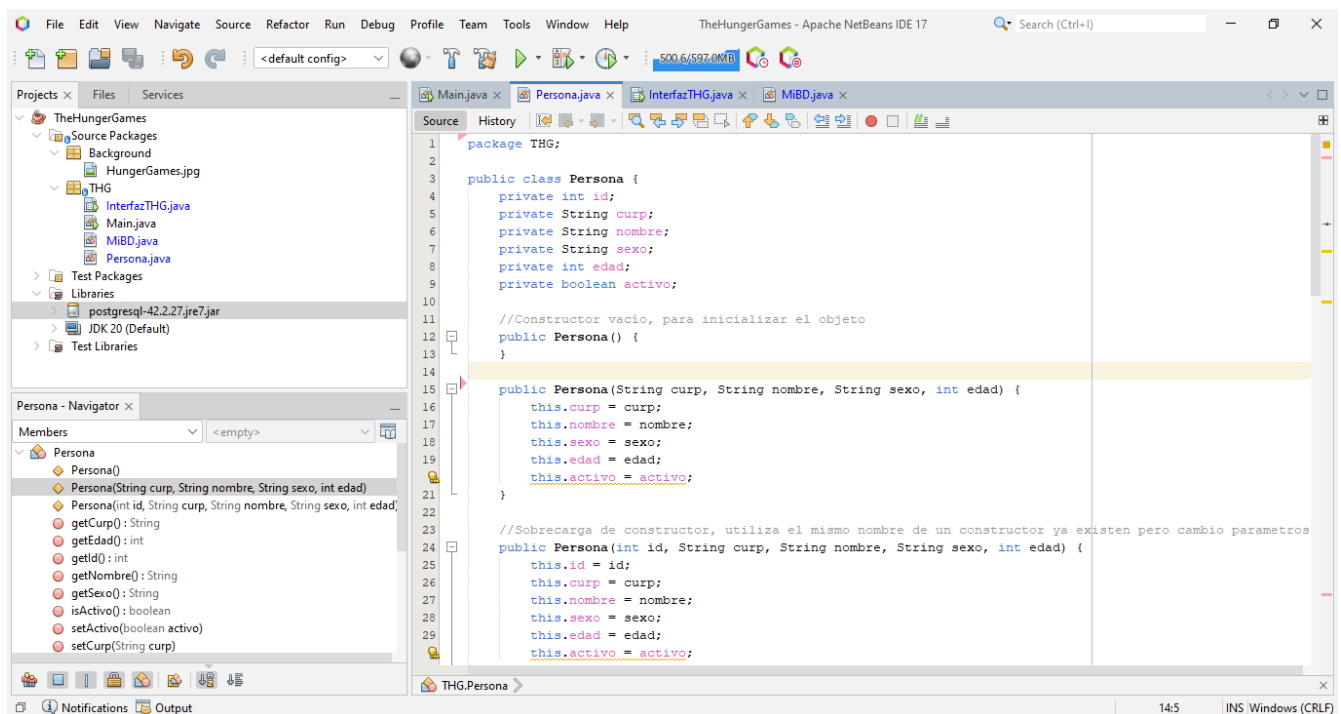 File Edit View Navigate Source Refactor Run Debug Profile Team Tools Window Help TheHungerGames - Apache NetBeans IDE 17 Search (Ctrl+I)
<default config> 500.6/597.0MB
Projects Files Services
TheHungerGames
Source Packages
Background
HungerGames.jpg
THG
InterfazTHG.java
Main.java
MiBD.java
Persona.java
Test Packages
Libraries
postgresql-42.2.27.jre7.jar
JDK 20 (Default)
Test Libraries
Persona - Navigator
Members <empty>
Persona
Persona()
Persona(String curp, String nombre, String sexo, int edad)
Persona(int id, String curp, String nombre, String sexo, int edad)
getCurp() : String
getEdad() : int
getId() : int
getNombre() : String
getSexo() : String
isActivo() : boolean
setActivo(boolean activo)
setCurp(String curp)
Main.java Persona.java InterfazTHG.java MiBD.java
Source History
1 package THG;
2
3 public class Persona {
4 private int id;
5 private String curp;
6 private String nombre;
7 private String sexo;
8 private int edad;
9 private boolean activo;
10
11 //Constructor vacio, para inicializar el objeto
12 public Persona() {
13 }
14
15 public Persona(String curp, String nombre, String sexo, int edad) {
16 this.curp = curp;
17 this.nombre = nombre;
18 this.sexo = sexo;
19 this.edad = edad;
this.activo = activo;
21 }
22
23 //Sobrecarga de constructor, utiliza el mismo nombre de un constructor ya existen pero cambio parametros
24 public Persona(int id, String curp, String nombre, String sexo, int edad) {
25 this.id = id;
26 this.curp = curp;
27 this.nombre = nombre;
28 this.sexo = sexo;
29 this.edad = edad;
this.activo = activo;
THG.Persona
Notifications Output 14:5 INS Windows (CRLF)